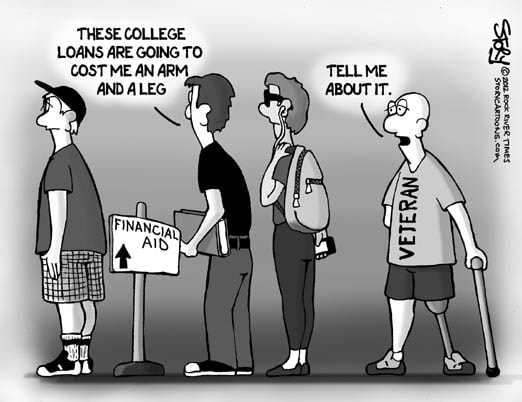 THESE COLLEGE
LOANS ARE GOING TO
COST ME AN ARM
AND A LEG
TELL ME
ABOUT IT.
FINANCIAL
AID
VETERAN
STORY
©2012 ROCK RIVER TIMES
STORYCARTOONS.COM